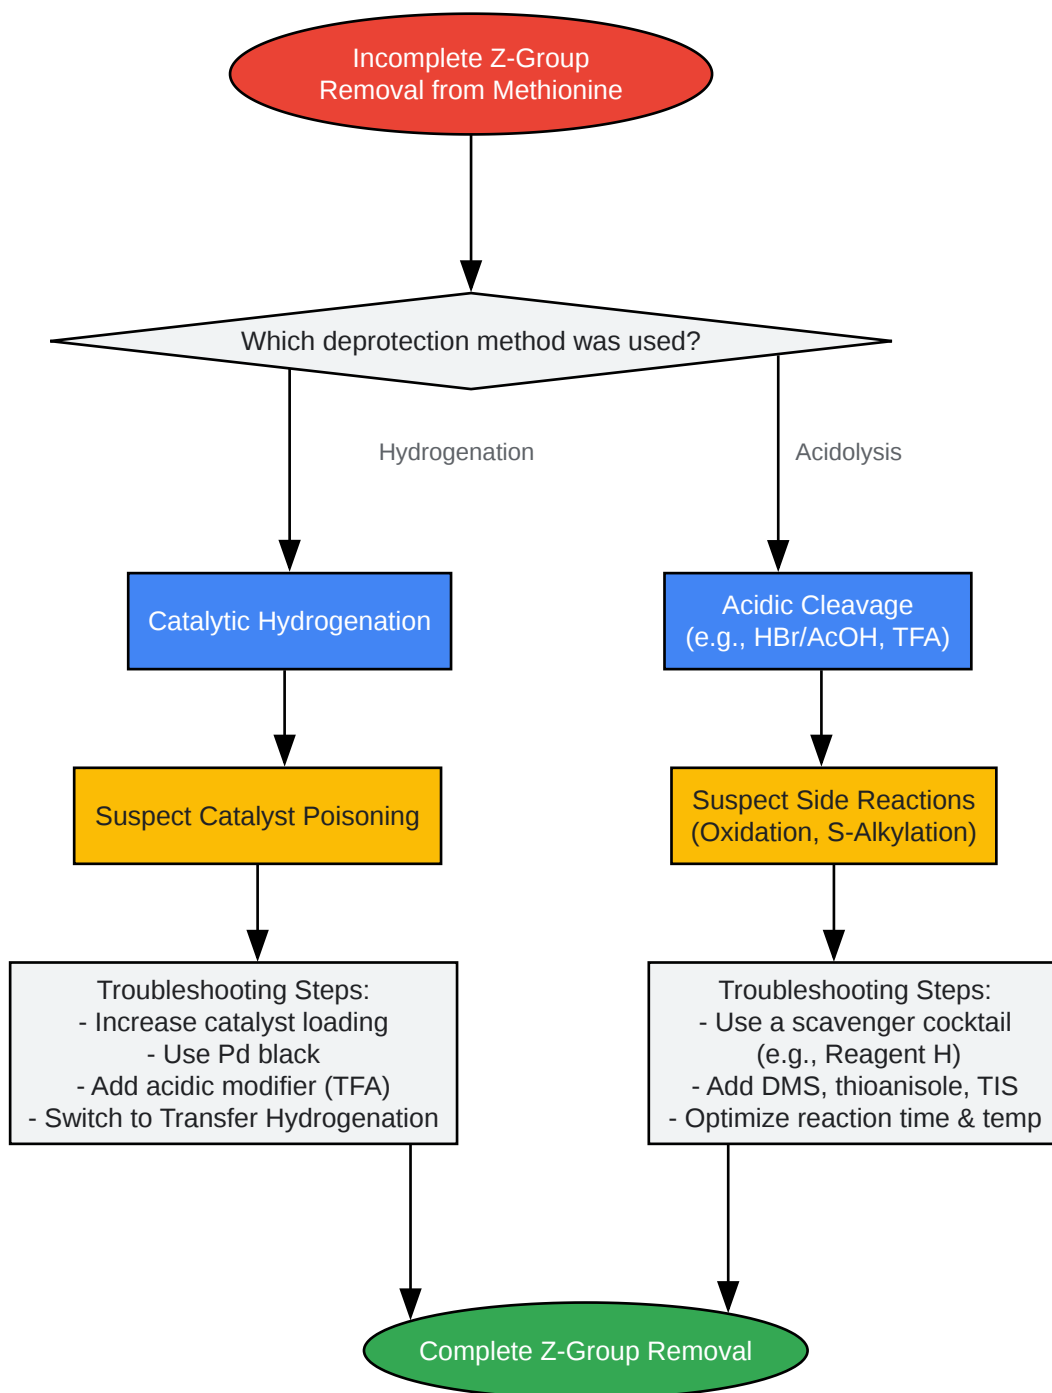 Incomplete Z-Group
Removal from Methionine
Which deprotection method was used?
Hydrogenation
Acidolysis
Catalytic Hydrogenation
Acidic Cleavage
(e.g., HBr/AcOH, TFA)
Suspect Catalyst Poisoning
Suspect Side Reactions
(Oxidation, S-Alkylation)
Troubleshooting Steps:
- Increase catalyst loading
- Use Pd black
- Add acidic modifier (TFA)
- Switch to Transfer Hydrogenation
Troubleshooting Steps:
- Use a scavenger cocktail
(e.g., Reagent H)
- Add DMS, thioanisole, TIS
- Optimize reaction time & temp
Complete Z-Group Removal